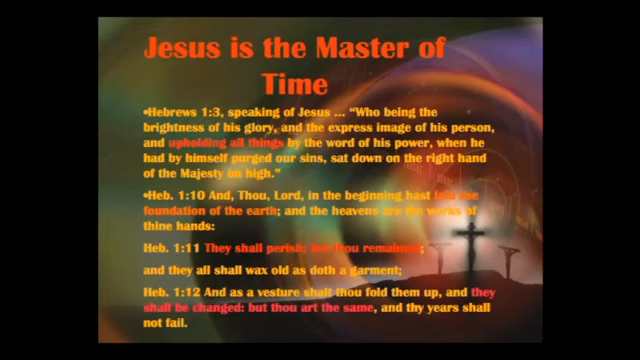 Jesus is the Master of
Time
•Hebrews 1:3, speaking of Jesus ... “Who being the
brightness of his glory, and the express image of his person,
and upholding all things by the word of his power, when he
had by himself purged our sins, sat down on the right hand
of the Majesty on high.”
•Heb. 1:10 And, Thou, Lord, in the beginning hast laid the
foundation of the earth; and the heavens are the works of
thine hands:
Heb. 1:11 They shall perish; but thou remainest;
and they all shall wax old as doth a garment;
Heb. 1:12 And as a vesture shalt thou fold them up, and they
shall be changed: but thou art the same, and thy years shall
not fail.